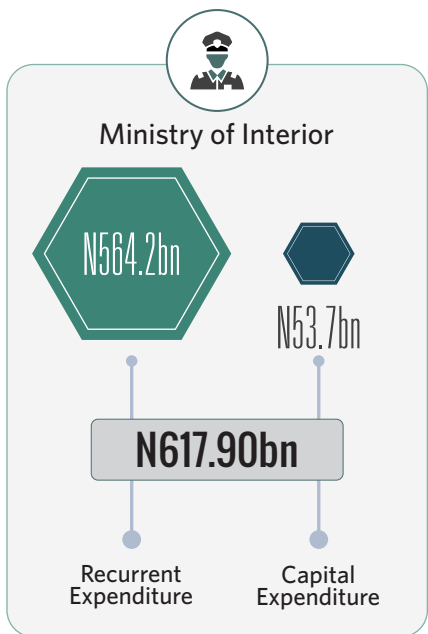 Ministry of Interior
N564.2bn
N53.7bn
N617.90bn
Recurrent
Expenditure
Capital
Expenditure